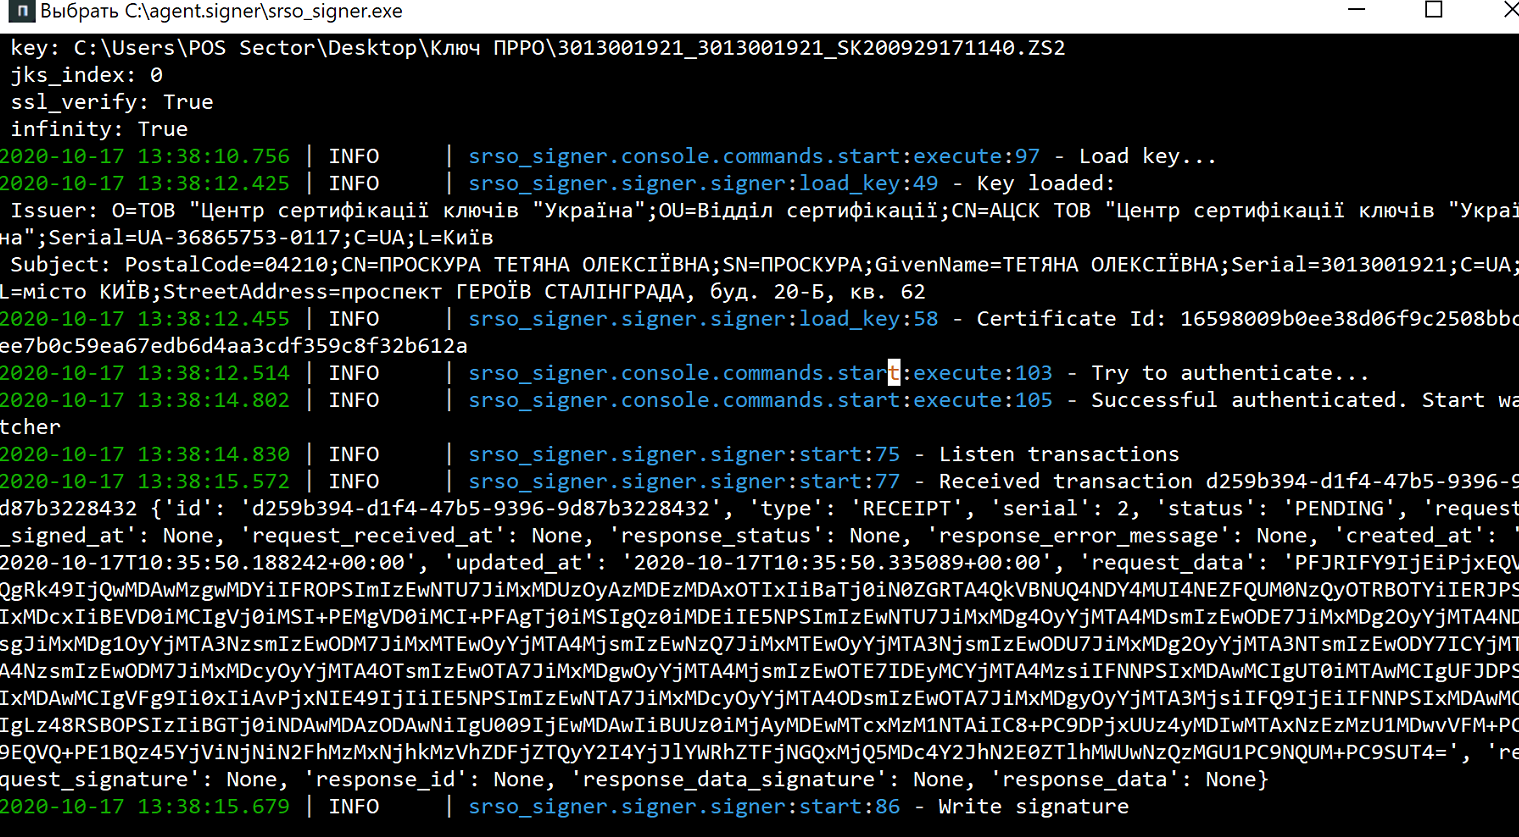 Выбрать C:\agent.signer\srso_signer.exe
key: C:\Users\POS Sector\Desktop\Ключ ПРРО\3013001921_3013001921_SK200929171140.ZS2
jks_index: 0
ssl_verify: True
infinity: True
2020-10-17 13:38:10.756 | INFO     | srso_signer.console.commands.start:execute:97 - Load key...
2020-10-17 13:38:12.425 | INFO     | srso_signer.signer.signer:load_key:49 - Key loaded:
Issuer: O=ТОВ "Центр сертифікації ключів "Україна";OU=Відділ сертифікації;CN=АЦСК ТОВ "Центр сертифікації ключів "Украї
на";Serial=UA-36865753-0117;C=UA;L=Київ
Subject: PostalCode=04210;CN=ПРОСКУРА ТЕТЯНА ОЛЕКСІЇВНА;SN=ПРОСКУРА;GivenName=ТЕТЯНА ОЛЕКСІЇВНА;Serial=3013001921;C=UA;
L=місто КИЇВ;StreetAddress=проспект ГЕРОЇВ СТАЛІНГРАДА, буд. 20-Б, кв. 62
2020-10-17 13:38:12.455 | INFO     | srso_signer.signer.signer:load_key:58 - Certificate Id: 16598009b0ee38d06f9c2508bbc
ee7b0c59ea67edb6d4aa3cdf359c8f32b612a
2020-10-17 13:38:12.514 | INFO     | srso_signer.console.commands.start:execute:103 - Try to authenticate...
2020-10-17 13:38:14.802 | INFO     | srso_signer.console.commands.start:execute:105 - Successful authenticated. Start wa
tcher
2020-10-17 13:38:14.830 | INFO     | srso_signer.signer.signer:start:75 - Listen transactions
2020-10-17 13:38:15.572 | INFO     | srso_signer.signer.signer:start:77 - Received transaction d259b394-d1f4-47b5-9396-9
d87b3228432 {'id': 'd259b394-d1f4-47b5-9396-9d87b3228432', 'type': 'RECEIPT', 'serial': 2, 'status': 'PENDING', 'request
_signed_at': None, 'request_received_at': None, 'response_status': None, 'response_error_message': None, 'created_at': '
2020-10-17T10:35:50.188242+00:00', 'updated_at': '2020-10-17T10:35:50.335089+00:00', 'request_data': 'PFJRIFY9IjEiPjxEQV
QgRk49IjQwMDAwMzgwMDYiIFROPSImIzEwNTU7JiMxMDUzOyAzMDEzMDAxOTIxIiBaTj0iN0ZGRTA4QkVBNUQ4NDY4MUI4NEZFQUM0NzQyOTRBOTYiIERJPS
IxMDcxIiBEVD0iMCIgVj0iMSI+PEMgVD0iMCI+PFAgTj0iMSIgQz0iMDEiIE5NPSImIzEwNTU7JiMxMDg4OyYjMTA4MDsmIzEwODE7JiMxMDg2OyYjMTA4ND
sgJiMxMDg1OyYjMTA3NzsmIzEwODM7JiMxMTEwOyYjMTA4MjsmIzEwNzQ7JiMxMTEwOyYjMTA3NjsmIzEwODU7JiMxMDg2OyYjMTA3NTsmIzEwODY7ICYjMT
A4NzsmIzEwODM7JiMxMDcyOyYjMTA4OTsmIzEwOTA7JiMxMDgwOyYjMTA4MjsmIzEwOTE7IDEyMCYjMTA4MzsiIFNNPSIxMDAwMCIgUT0iMTAwMCIgUFJDPS
IxMDAwMCIgVFg9Ii0xIiAvPjxNIE49IjIiIE5NPSImIzEwNTA7JiMxMDcyOyYjMTA4ODsmIzEwOTA7JiMxMDgyOyYjMTA3MjsiIFQ9IjEiIFNNPSIxMDAwMC
IgLz48RSBOPSIzIiBGTj0iNDAwMDAzODAwNiIgU009IjEwMDAwIiBUUz0iMjAyMDEwMTcxMzM1NTAiIC8+PC9DPjxUUz4yMDIwMTAxNzEzMzU1MDwvVFM+PC
9EQVQ+PE1BQz45YjViNjNiN2FhMzMxNjhkMzVhZDFjZTQyY2I4YjJlYWRhZTFjNGQxMjQ5MDc4Y2JhN2E0ZTlhMWUwNzQzMGU1PC9NQUM+PC9SUT4=', 're
quest_signature': None, 'response_id': None, 'response_data_signature': None, 'response_data': None}
2020-10-17 13:38:15.679 | INFO     | srso_signer.signer.signer:start:86 - Write signature